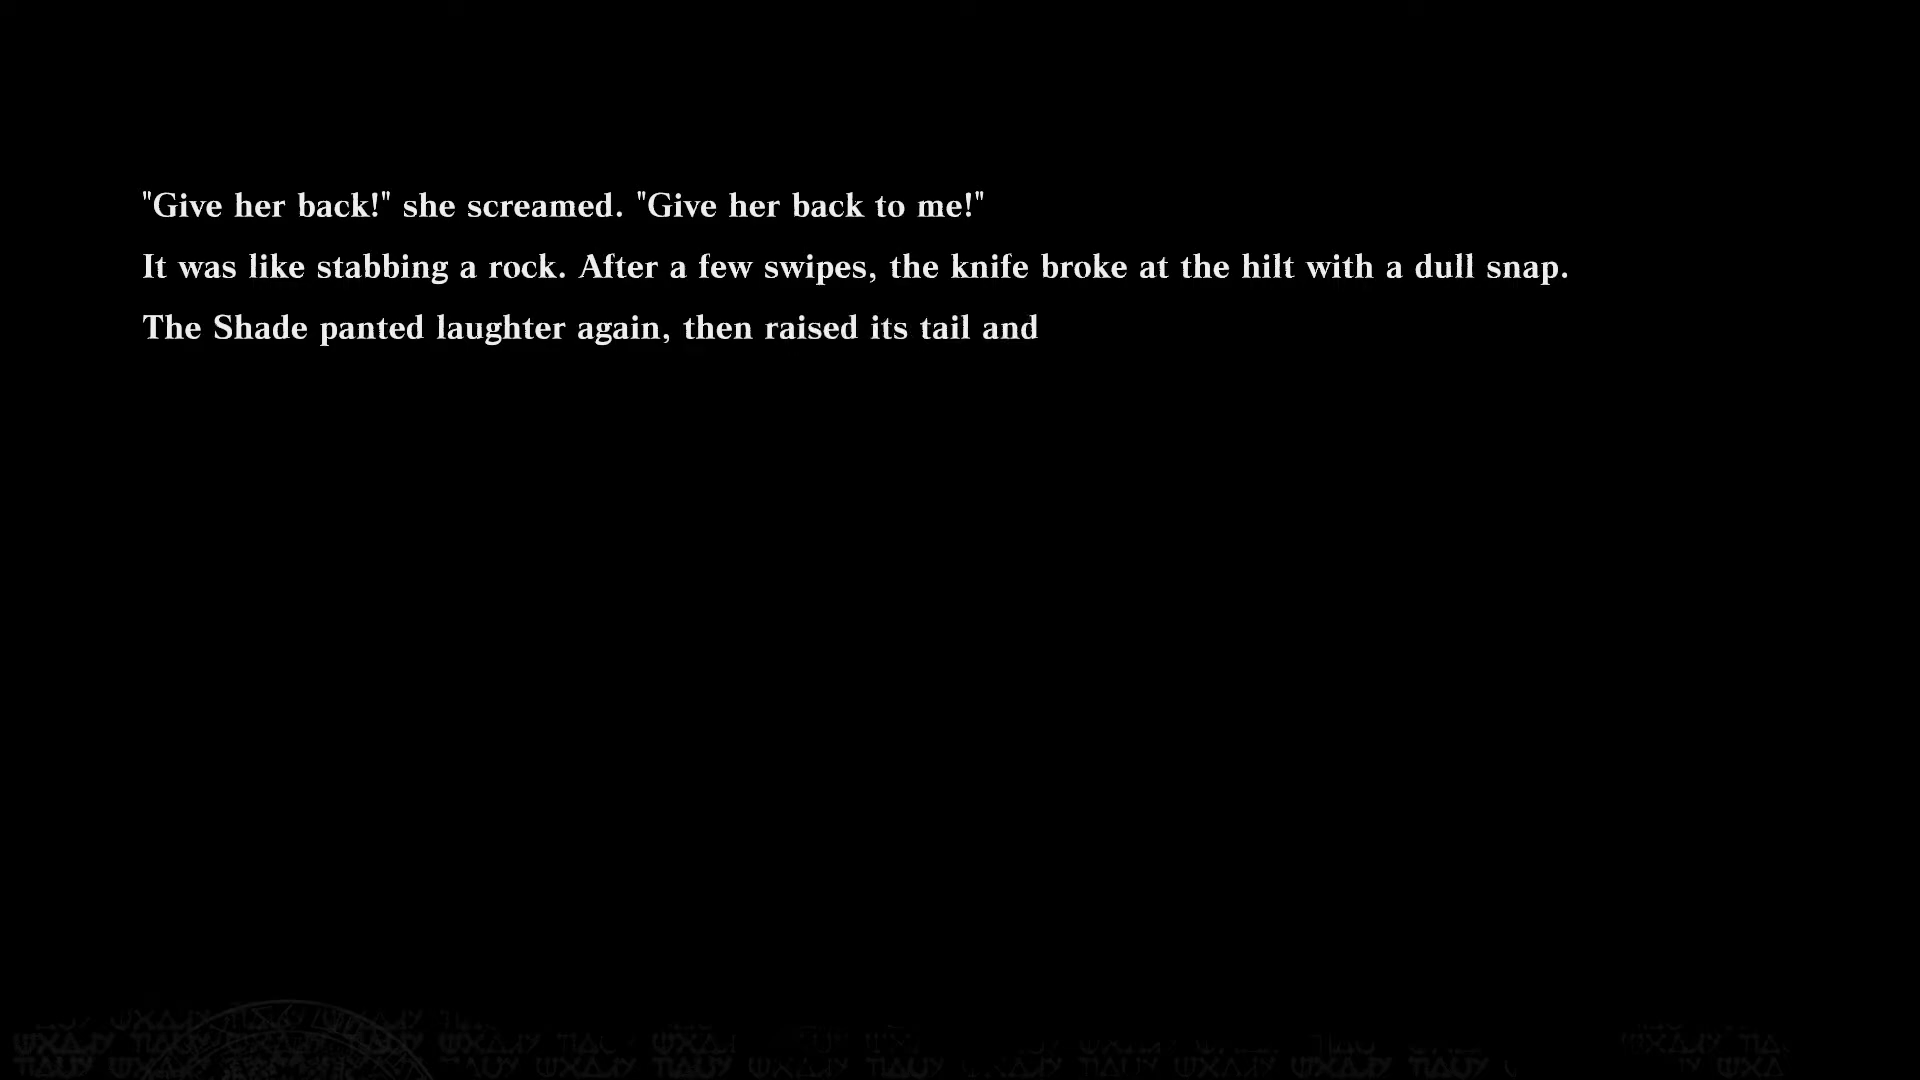 "Give her back!" she screamed. "Give her back to me!"
It was like stabbing a rock. After a few swipes, the knife broke at the hilt with a dull snap.
The Shade panted laughter again, then raised its tail and